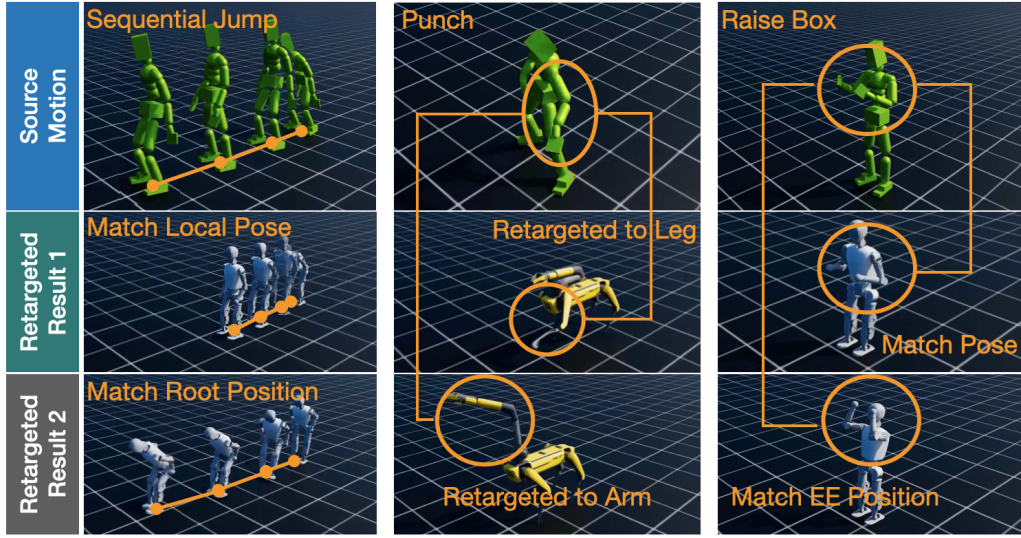 Source
Motion
Sequential Jump
Punch
Raise Box
Retargeted
Result 1
Match Local Pose
Retargeted to Leg
Match Pose
Retargeted
Result 2
Match Root Position
Retargeted to Arm
Match EE Position